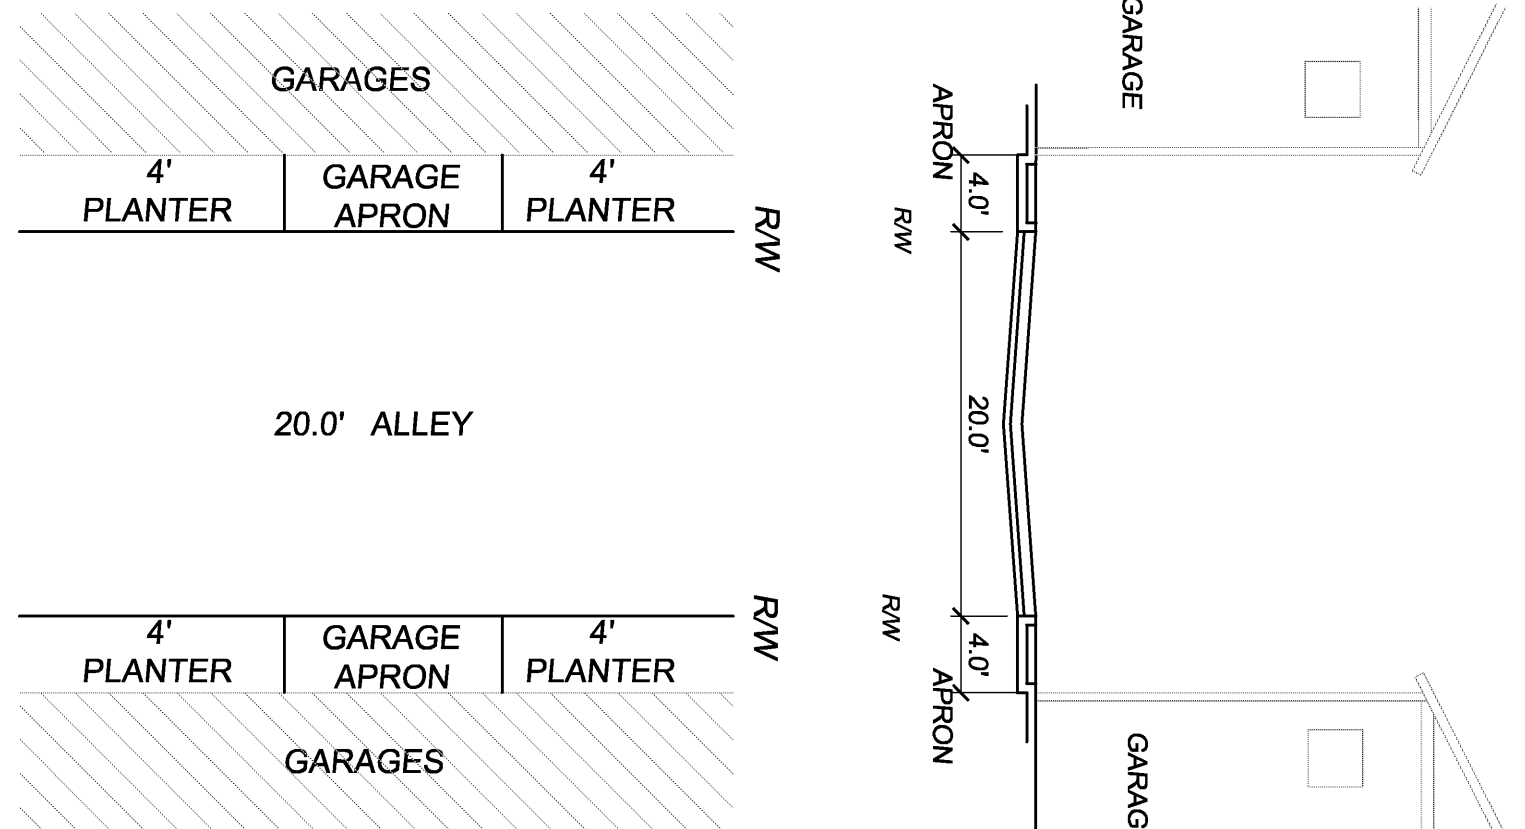 GARAGES
4'
PLANTER
GARAGE
APRON
4'
PLANTER
R/W
20.0' ALLEY
R/W
4'
PLANTER
GARAGE
APRON
4'
PLANTER
GARAGES
GARAGE
APRON
4.0'
R/W
20.0'
R/W
4.0'
APRON
GARAG